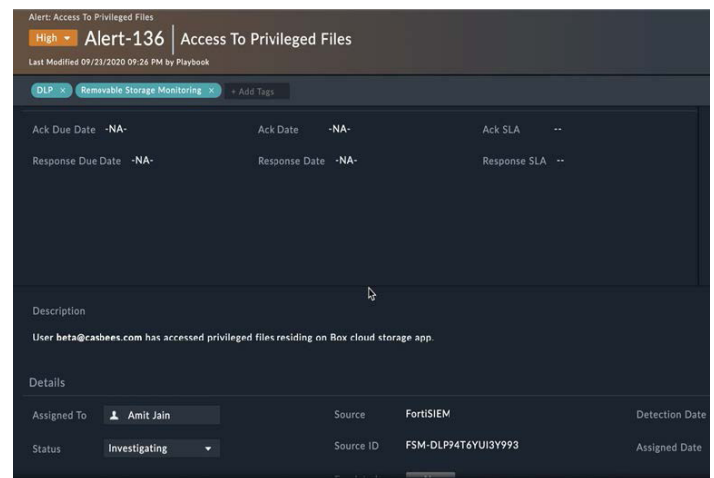 Alert: Access To Privileged Files
High Alert-136 Access To Privileged Files
Last Modified 09/23/2020 09:26 PM by Playbook
DLP × Removable Storage Monitoring × + Add Tags
Ack Due Date -NA- Ack Date -NA- Ack SLA --
Response Due Date -NA- Response Date -NA- Response SLA --
Description
User beta@casbees.com has accessed privileged files residing on Box cloud storage app.
Details
Assigned To Amit Jain Source FortiSIEM Detection Date
Status Investigating Source ID FSM-DLP94T6YUI3Y993 Assigned Date